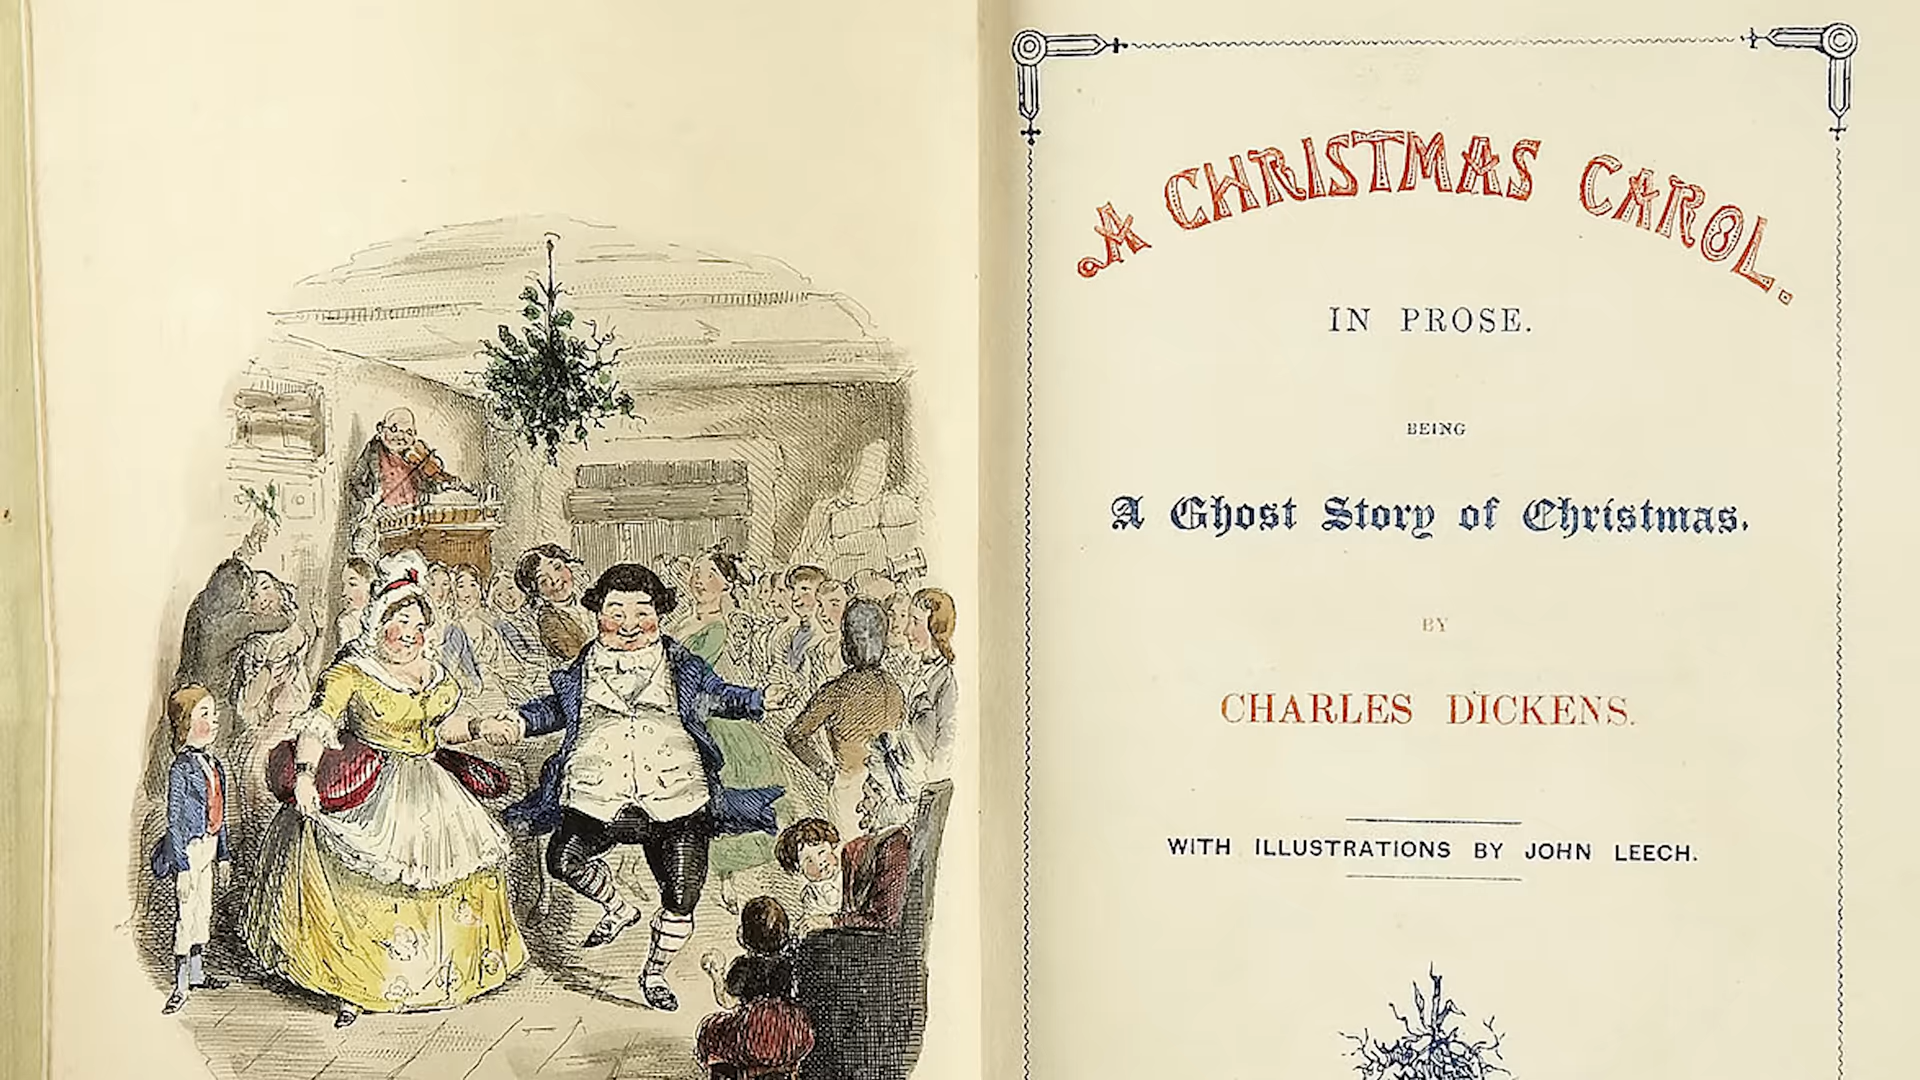 A CHRISTMAS CAROL.
IN PROSE.
BEING
A Ghost Story of Christmas.
BY
CHARLES DICKENS.
WITH ILLUSTRATIONS BY JOHN LEECH.